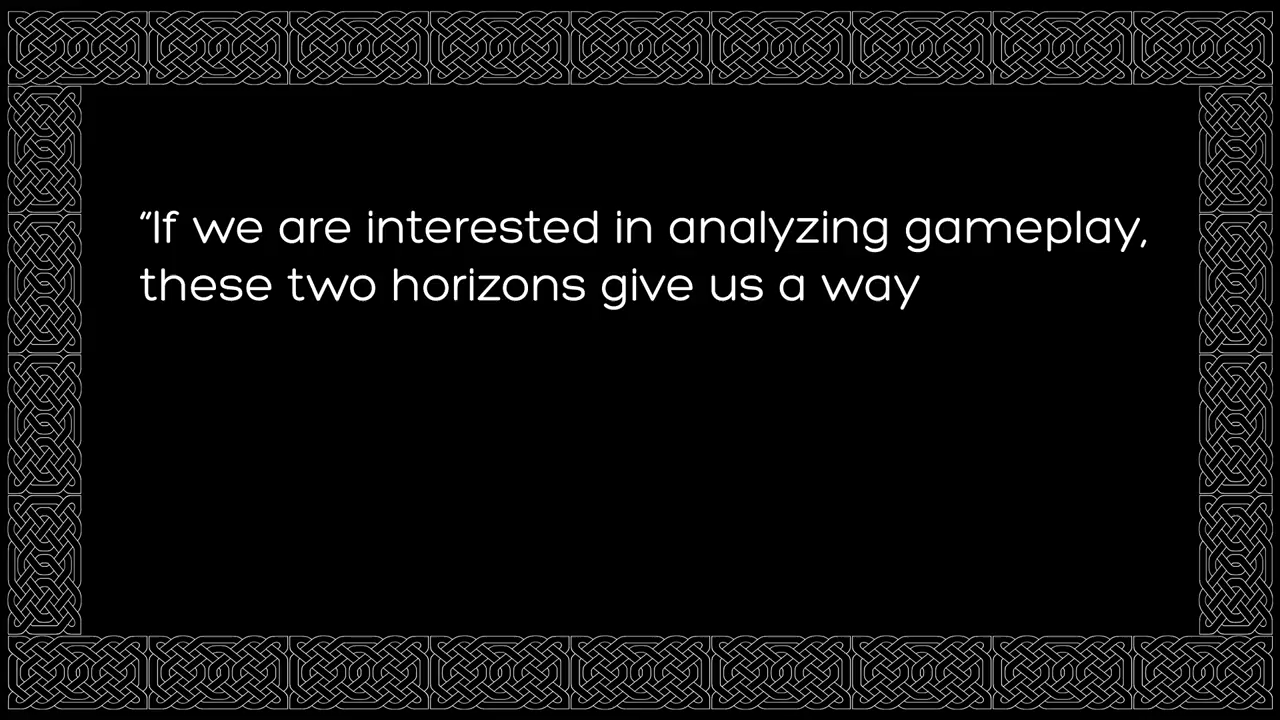 “If we are interested in analyzing gameplay,
these two horizons give us a way